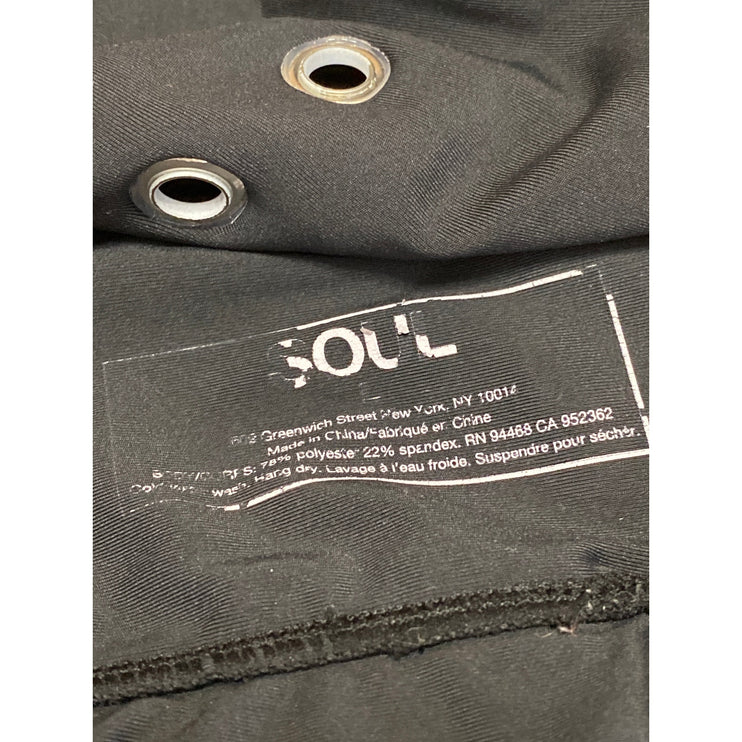 SOUL
609 Greenwich Street New York, NY 10014
Made in China/Fabriqué en Chine
78% polyester 22% spandex. RN 94468 CA 952362
wash. Hang dry. Lavage à l'eau froide. Suspendre pour sécher.